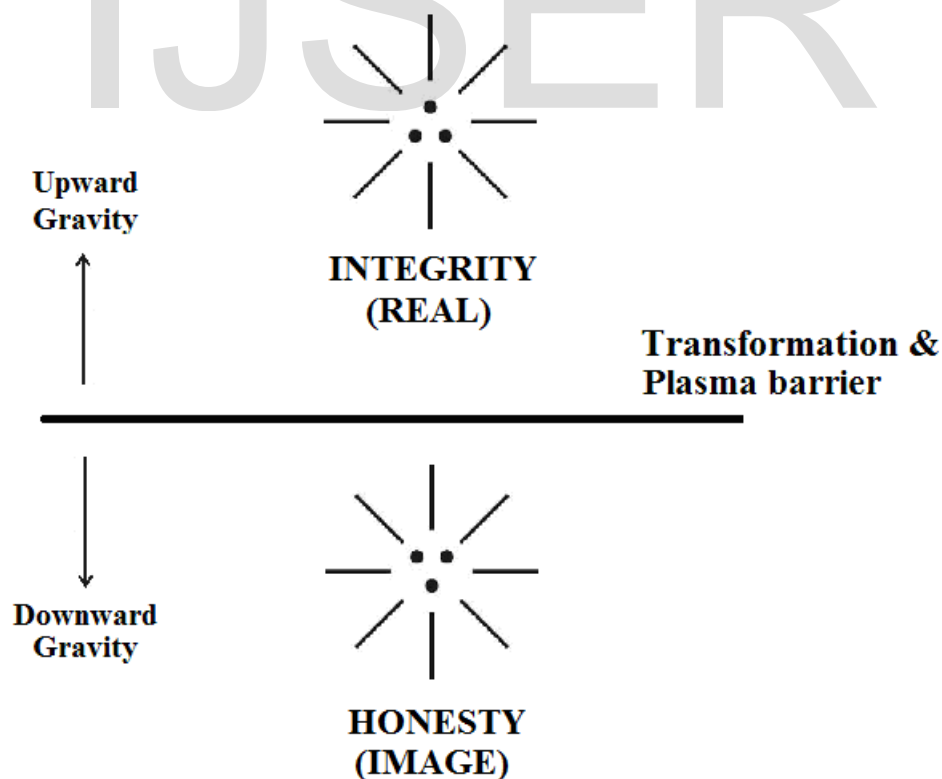 IJSER
Upward
Gravity
INTEGRITY
(REAL)
Transformation &
Plasma barrier
Downward
Gravity
HONESTY
(IMAGE)